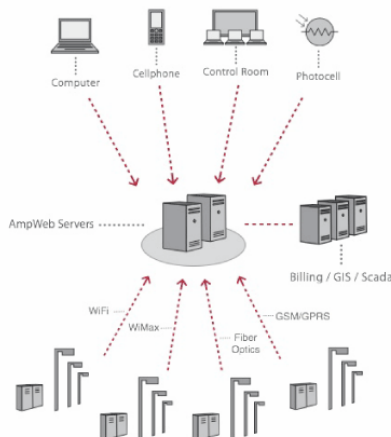 Computer
Cellphone
Control Room
Photocell
AmpWeb Servers
Billing / GIS / Scada
WiFi
WiMax
Fiber
Optics
GSM/GPRS